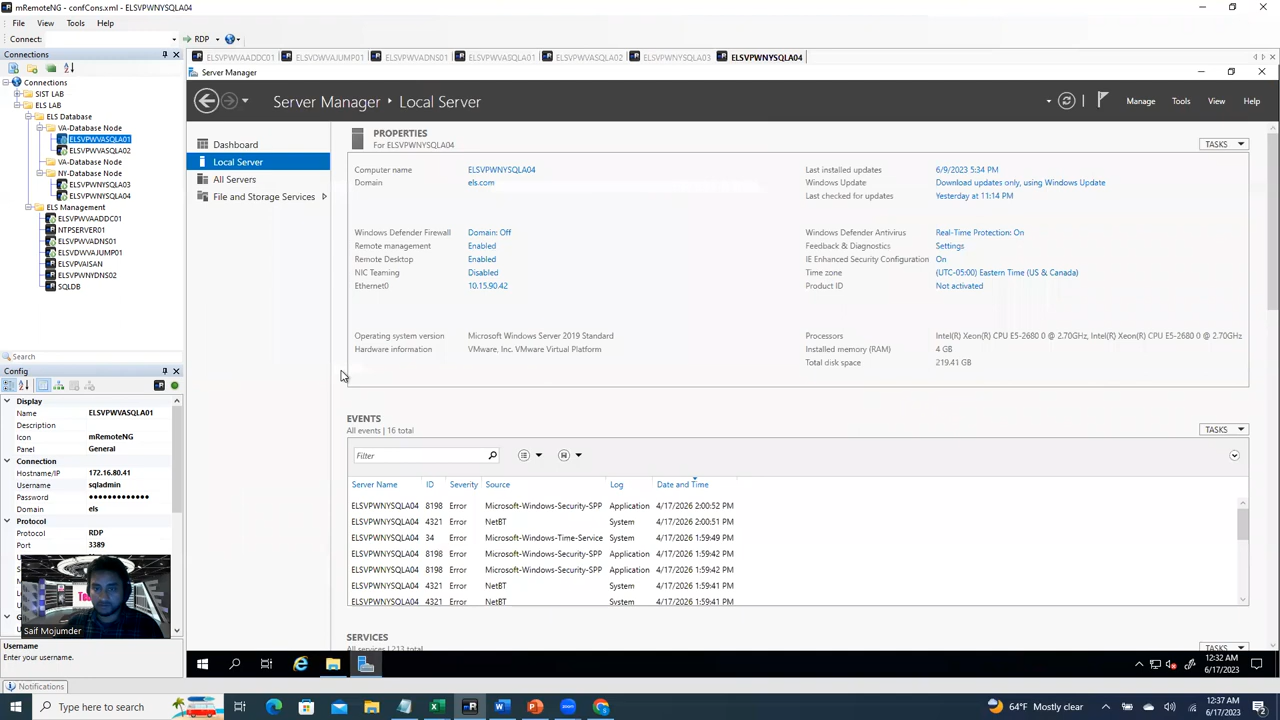 mRemoteNG - confCons.xml - ELSVPWNYSQLA04
File View Tools Help
Connect: RDP
Connections
ELSVPWVAADDC01 ELSVDWVAJUMP01 ELSVPWVADNS01 ELSVPWVASQLA01 ELSVPWVASQLA02 ELSVPWNYSQLA03 ELSVPWNYSQLA04
Connections
SIST LAB
ELS LAB
ELS Database
VA-Database Node
ELSVPWVASQLA01
ELSVPWVASQLA02
VA-Database Node
NY-Database Node
ELSVPWNYSQLA03
ELSVPWNYSQLA04
ELS Management
ELSVPWVAADDC01
NTPSERVER01
ELSVPWVADNS01
ELSVDWVAJUMP01
ELSVPVAISAN
ELSVPWNYDNS02
SQLDB
Search
Config
Display
Name ELSVPWVASQLA01
Description
Icon mRemoteNG
Panel General
Connection
Hostname/IP 172.16.80.41
Username sqladmin
Password ●●●●●●●●●●●●●
Domain els
Protocol
Protocol RDP
Port 3389
Saif Mojumder
Username
Enter your username.
Notifications
Server Manager
Server Manager Local Server
Manage Tools View Help
Dashboard
Local Server
All Servers
File and Storage Services
PROPERTIES
For ELSVPWNYSQLA04
TASKS
Computer name ELSVPWNYSQLA04 Last installed updates 6/9/2023 5:34 PM
Domain els.com Windows Update Download updates only, using Windows Update
Last checked for updates Yesterday at 11:14 PM
Windows Defender Firewall Domain: Off Windows Defender Antivirus Real-Time Protection: On
Remote management Enabled Feedback & Diagnostics Settings
Remote Desktop Enabled IE Enhanced Security Configuration On
NIC Teaming Disabled Time zone (UTC-05:00) Eastern Time (US & Canada)
Ethernet0 10.15.90.42 Product ID Not activated
Operating system version Microsoft Windows Server 2019 Standard Processors Intel(R) Xeon(R) CPU E5-2680 0 @ 2.70GHz, Intel(R) Xeon(R) CPU E5-2680 0 @ 2.70GHz
Hardware information VMware, Inc. VMware Virtual Platform Installed memory (RAM) 4 GB
Total disk space 219.41 GB
EVENTS
All events | 16 total
TASKS
Filter
Server Name ID Severity Source Log Date and Time
ELSVPWNYSQLA04 8198 Error Microsoft-Windows-Security-SPP Application 4/17/2026 2:00:52 PM
ELSVPWNYSQLA04 4321 Error NetBT System 4/17/2026 2:00:51 PM
ELSVPWNYSQLA04 34 Error Microsoft-Windows-Time-Service System 4/17/2026 1:59:49 PM
ELSVPWNYSQLA04 8198 Error Microsoft-Windows-Security-SPP Application 4/17/2026 1:59:42 PM
ELSVPWNYSQLA04 8198 Error Microsoft-Windows-Security-SPP Application 4/17/2026 1:59:42 PM
ELSVPWNYSQLA04 4321 Error NetBT System 4/17/2026 1:59:41 PM
ELSVPWNYSQLA04 4321 Error NetBT System 4/17/2026 1:59:41 PM
SERVICES
All services | 213 total
TASKS
12:32 AM
6/17/2023
Type here to search
64°F Mostly clear
12:37 AM
6/17/2023